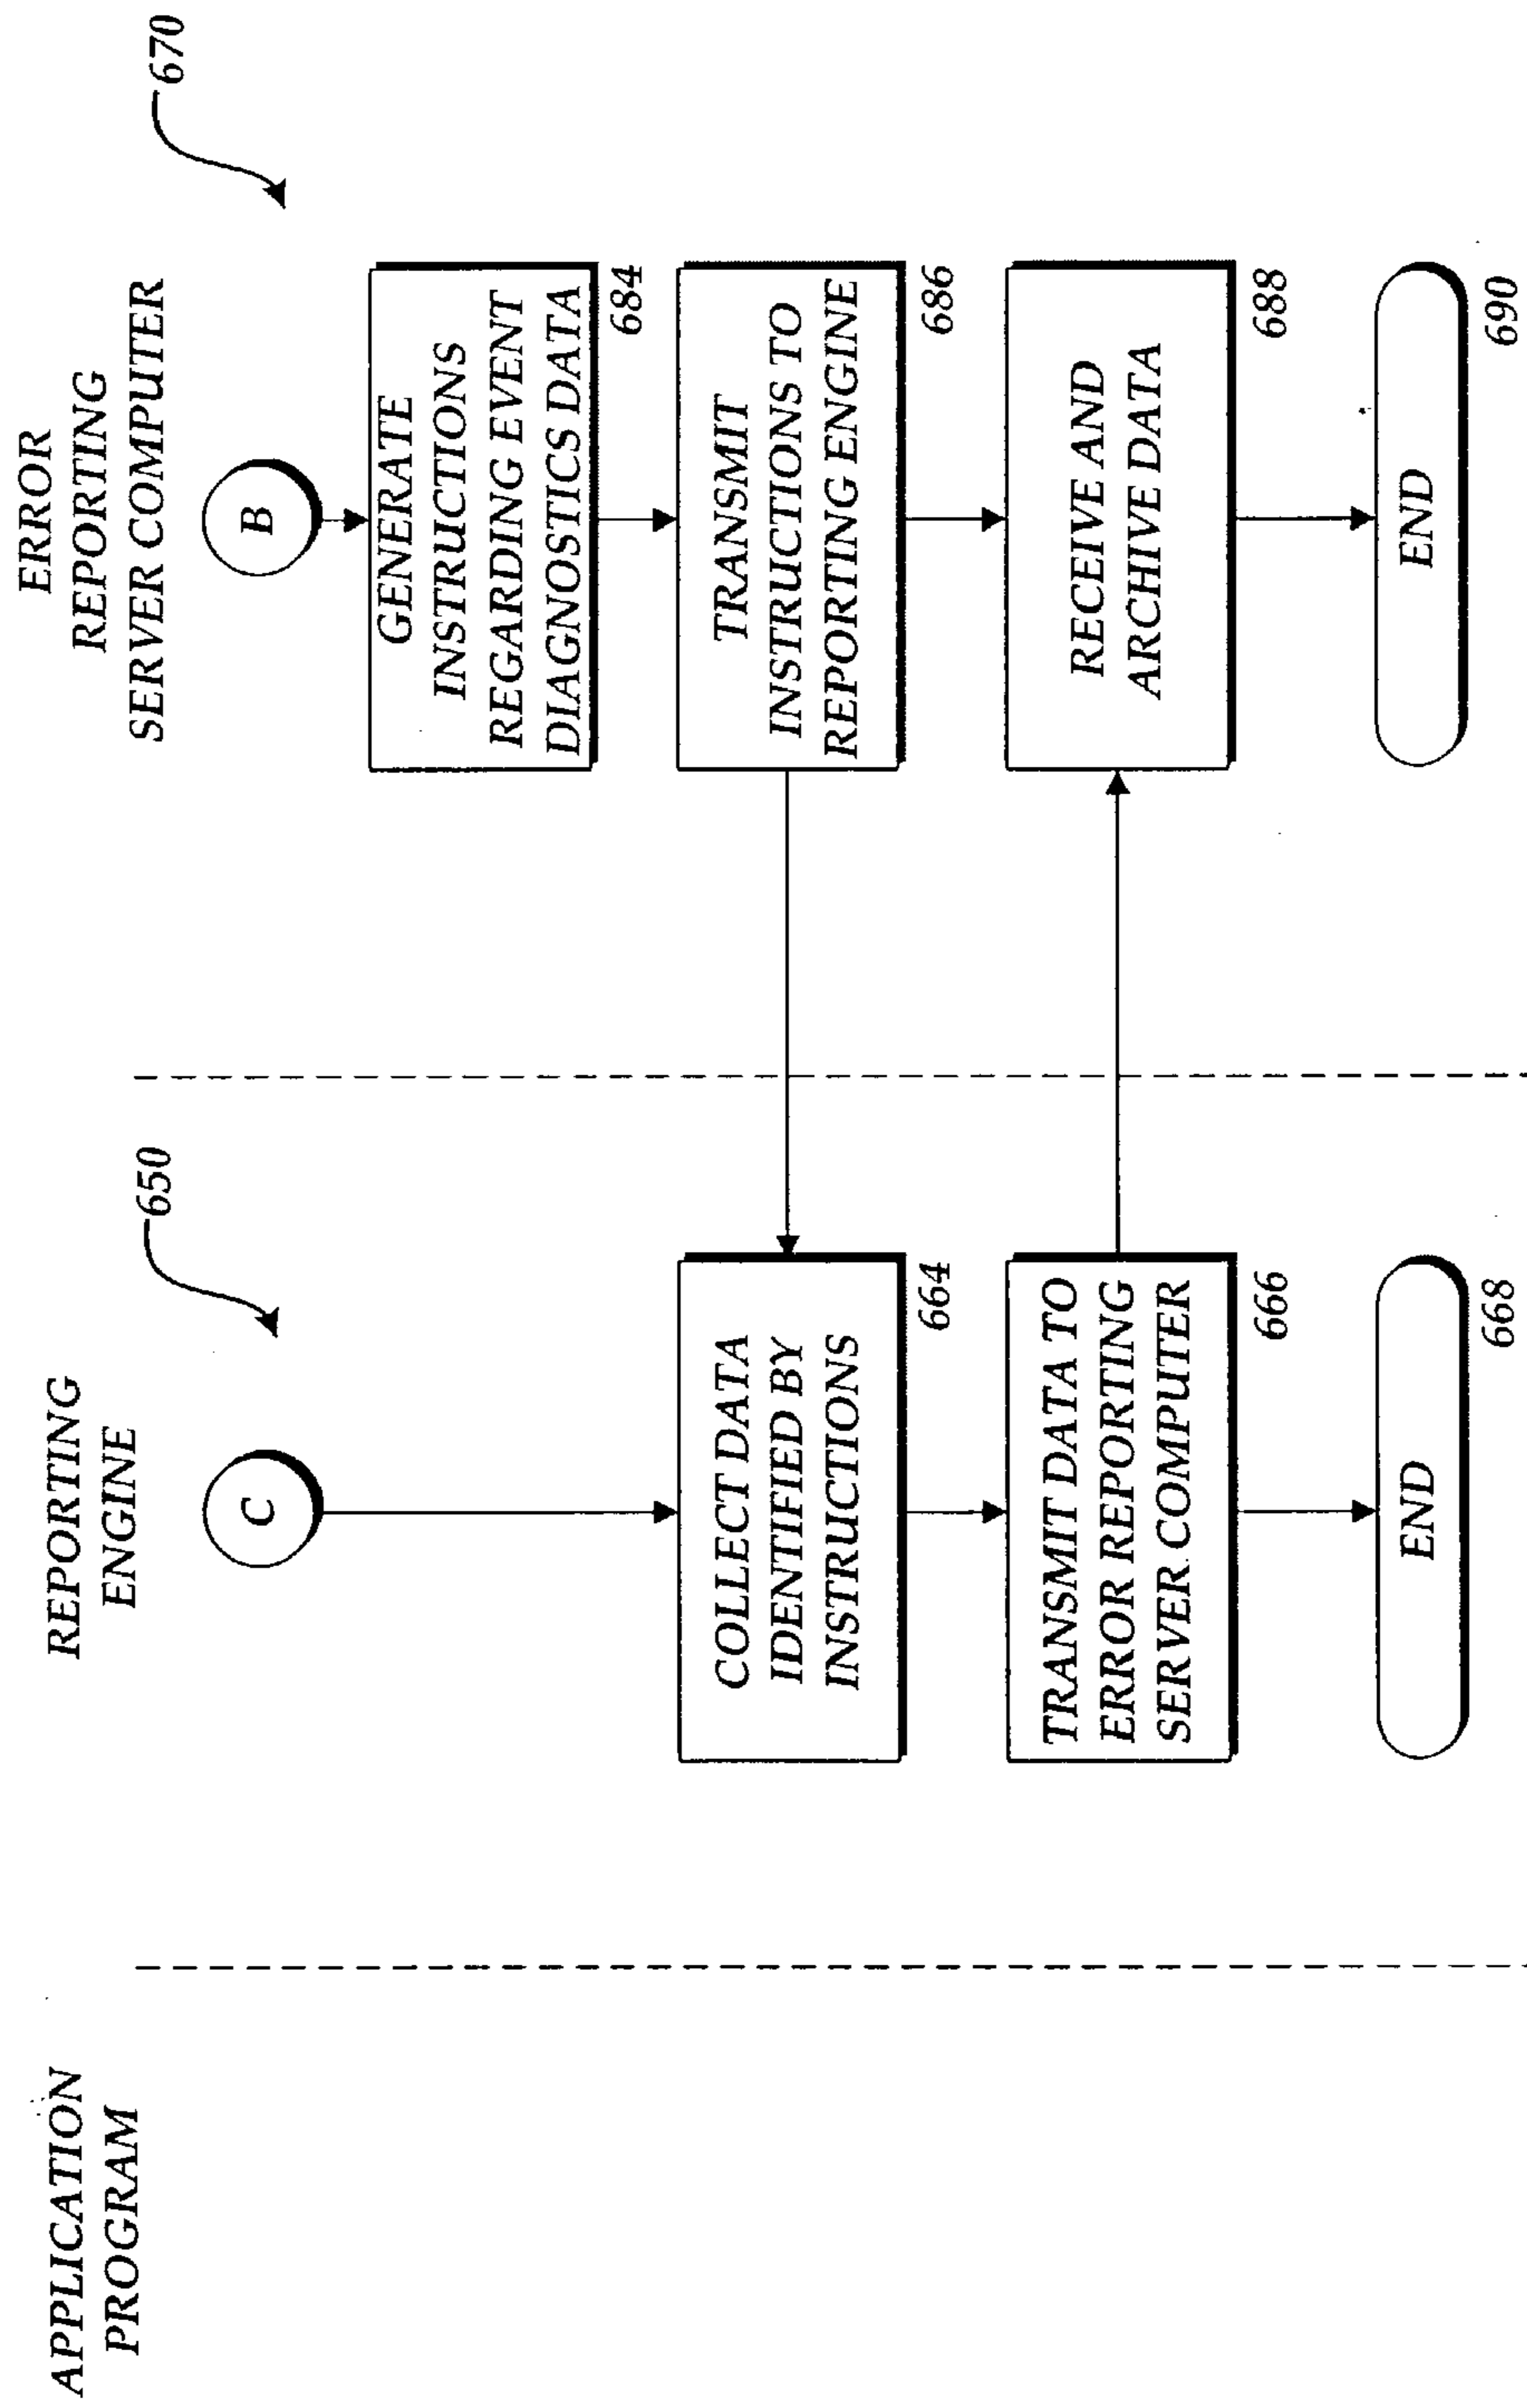 APPLICATION
PROGRAM
REPORTING
ENGINE
650
C
COLLECT DATA
IDENTIFIED BY
INSTRUCTIONS
664
TRANSMIT DATA TO
ERROR REPORTING
SERVER COMPUTER
666
END
668
ERROR
REPORTING
SERVER COMPUTER
670
B
GENERATE
INSTRUCTIONS
REGARDING EVENT
DIAGNOSTICS DATA
684
TRANSMIT
INSTRUCTIONS TO
REPORTING ENGINE
686
RECEIVE AND
ARCHIVE DATA
688
END
690